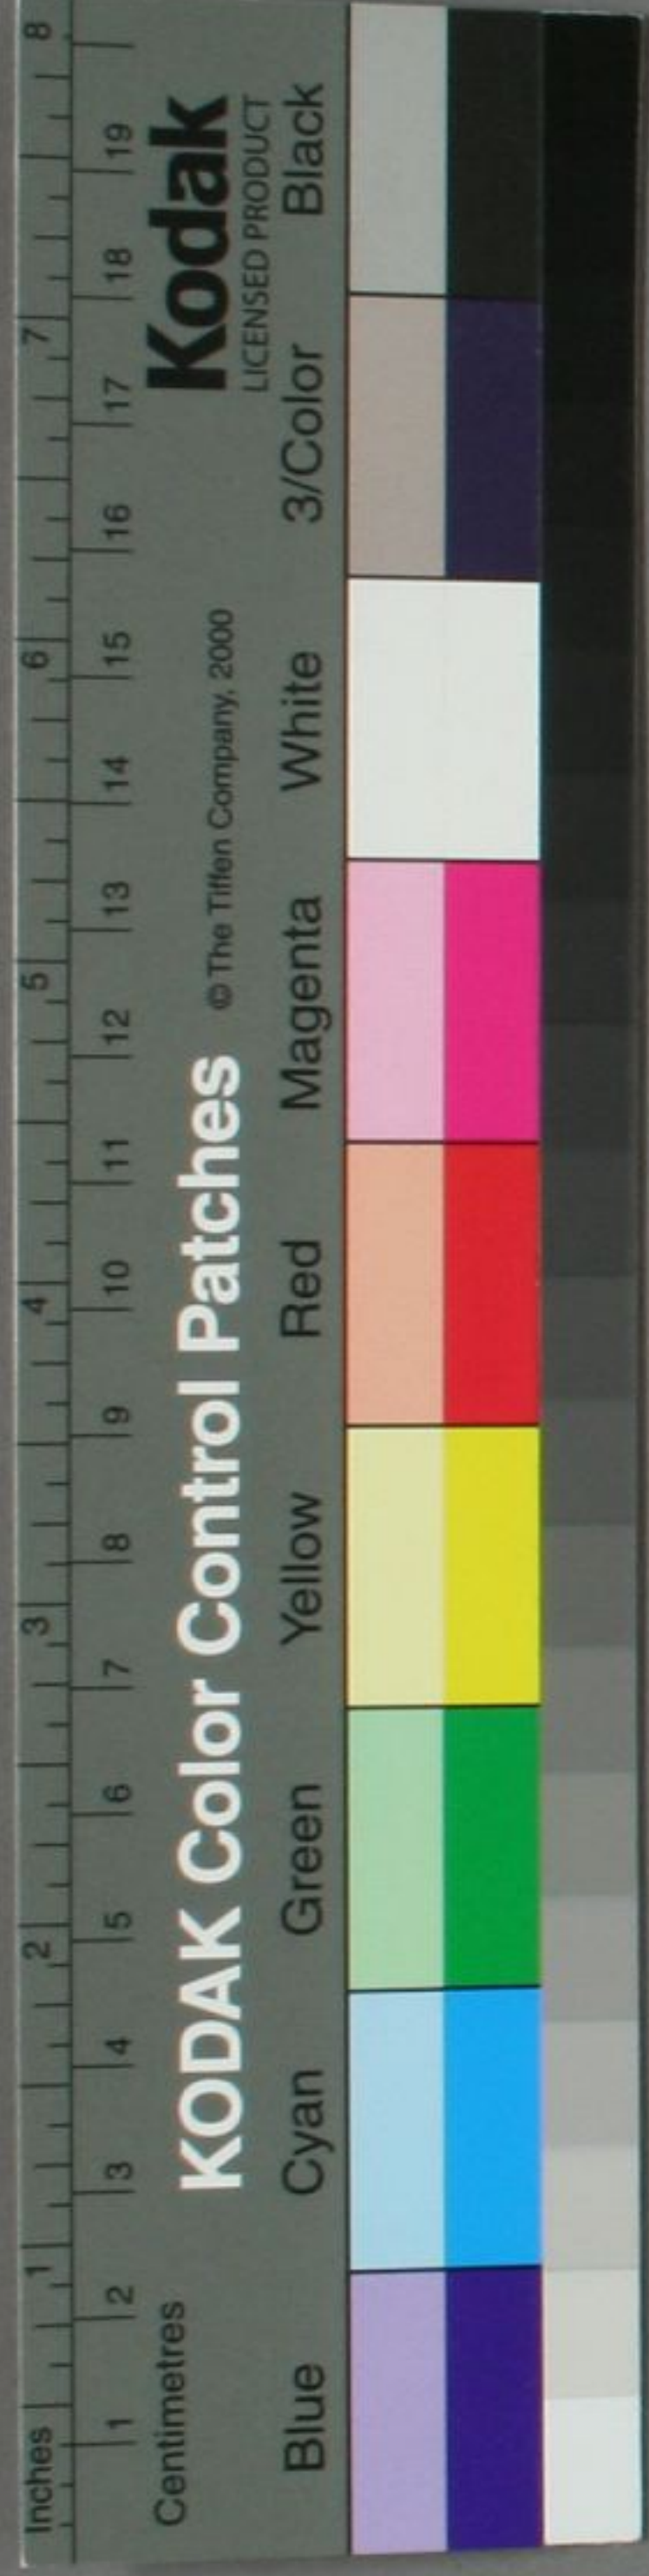 Inches 1 2 3 4 5 6 7 8
1 2 3 4 5 6 7 8 9 10 11 12 13 14 15 16 17 18 19
Centimetres
KODAK Color Control Patches © The Tiffen Company, 2000 Kodak
LICENSED PRODUCT
Blue Cyan Green Yellow Red Magenta White 3/Color Black